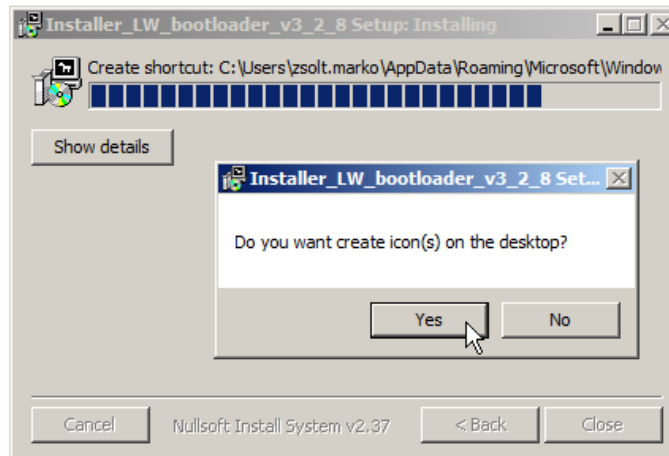 Installer_LW_bootloader_v3_2_8 Setup: Installing
Create shortcut: C:\Users\zsolt.marko\AppData\Roaming\Microsoft\Window
Show details
Installer_LW_bootloader_v3_2_8 Set...
Do you want create icon(s) on the desktop?
Yes No
Cancel Nullsoft Install System v2.37 < Back Close